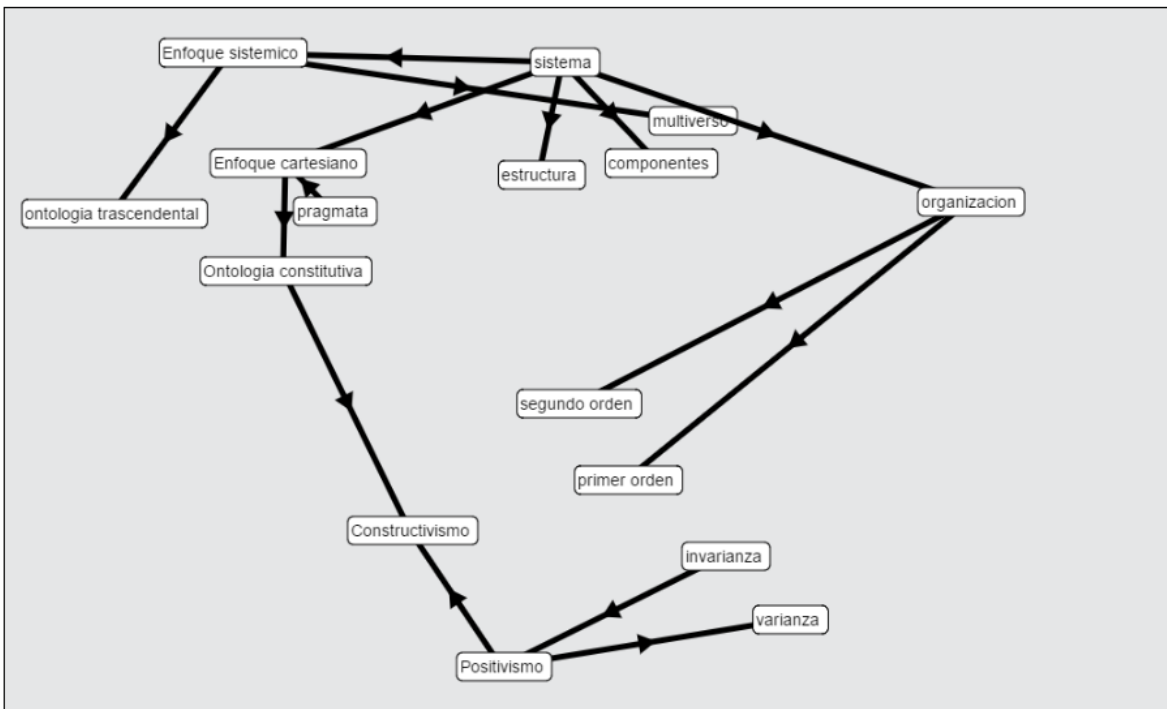 Enfoque sistemico
sistema
multiverso
Enfoque cartesiano
estructura
componentes
ontologia trascendental
pragmata
organizacion
Ontologia constitutiva
segundo orden
primer orden
Constructivismo
invarianza
varianza
Positivismo